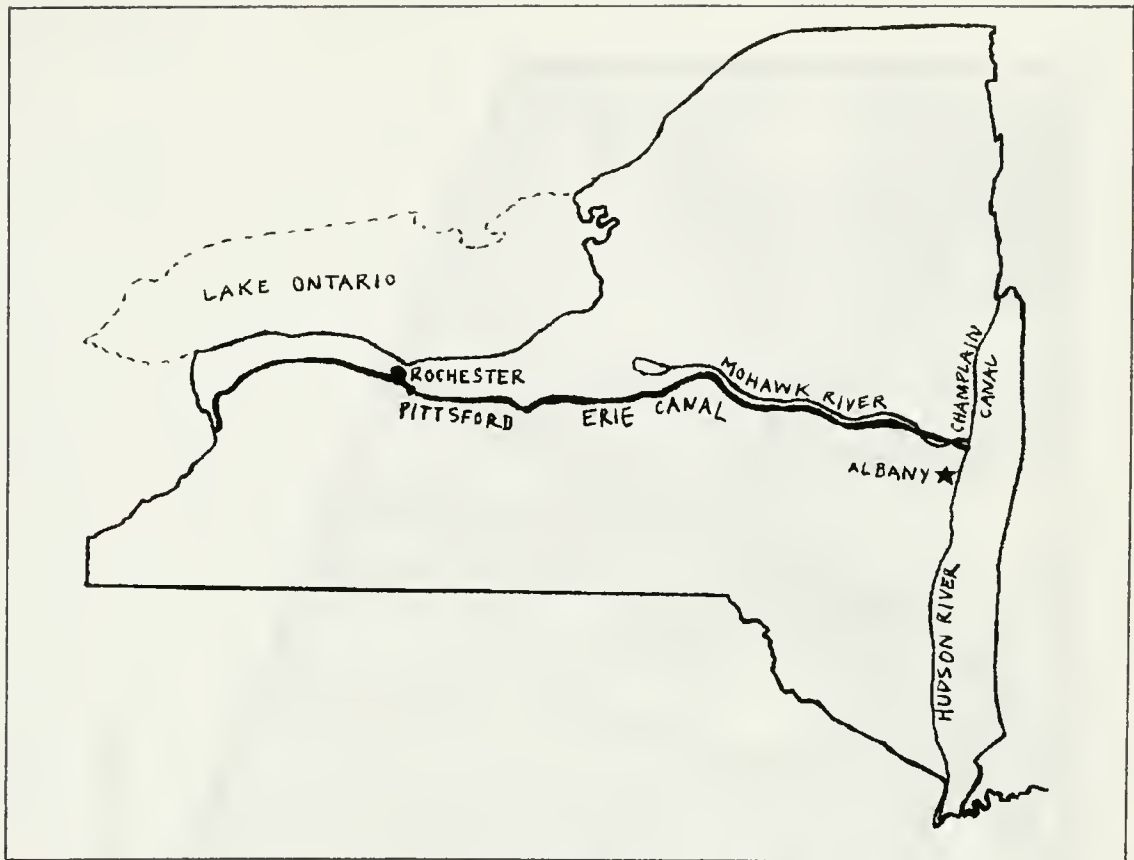 LAKE ONTARIO
ROCHESTER
PITTSFORD
ERIE CANAL
MOHAWK RIVER
CHAMPLAIN
CANAL
ALBANY
HUDSON RIVER